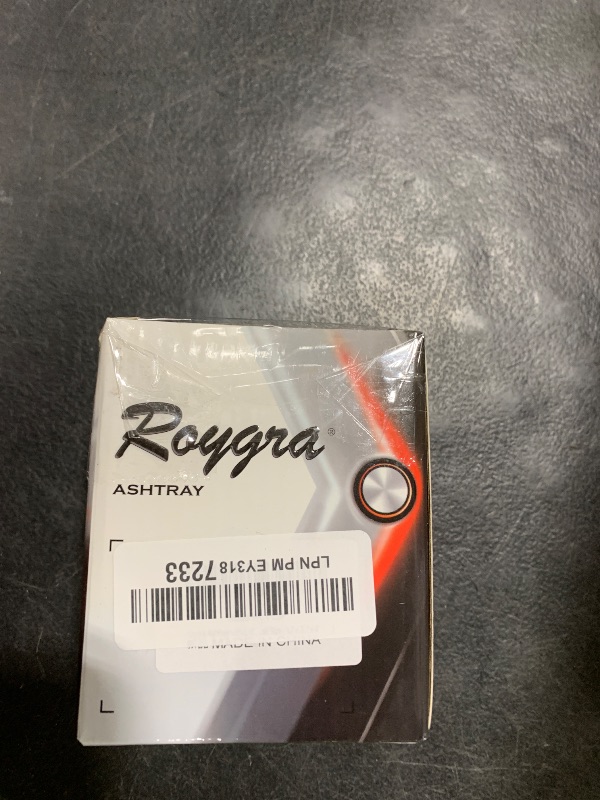 Roygra®
ASHTRAY
LPN PM EY318 7233
MADE IN CHINA